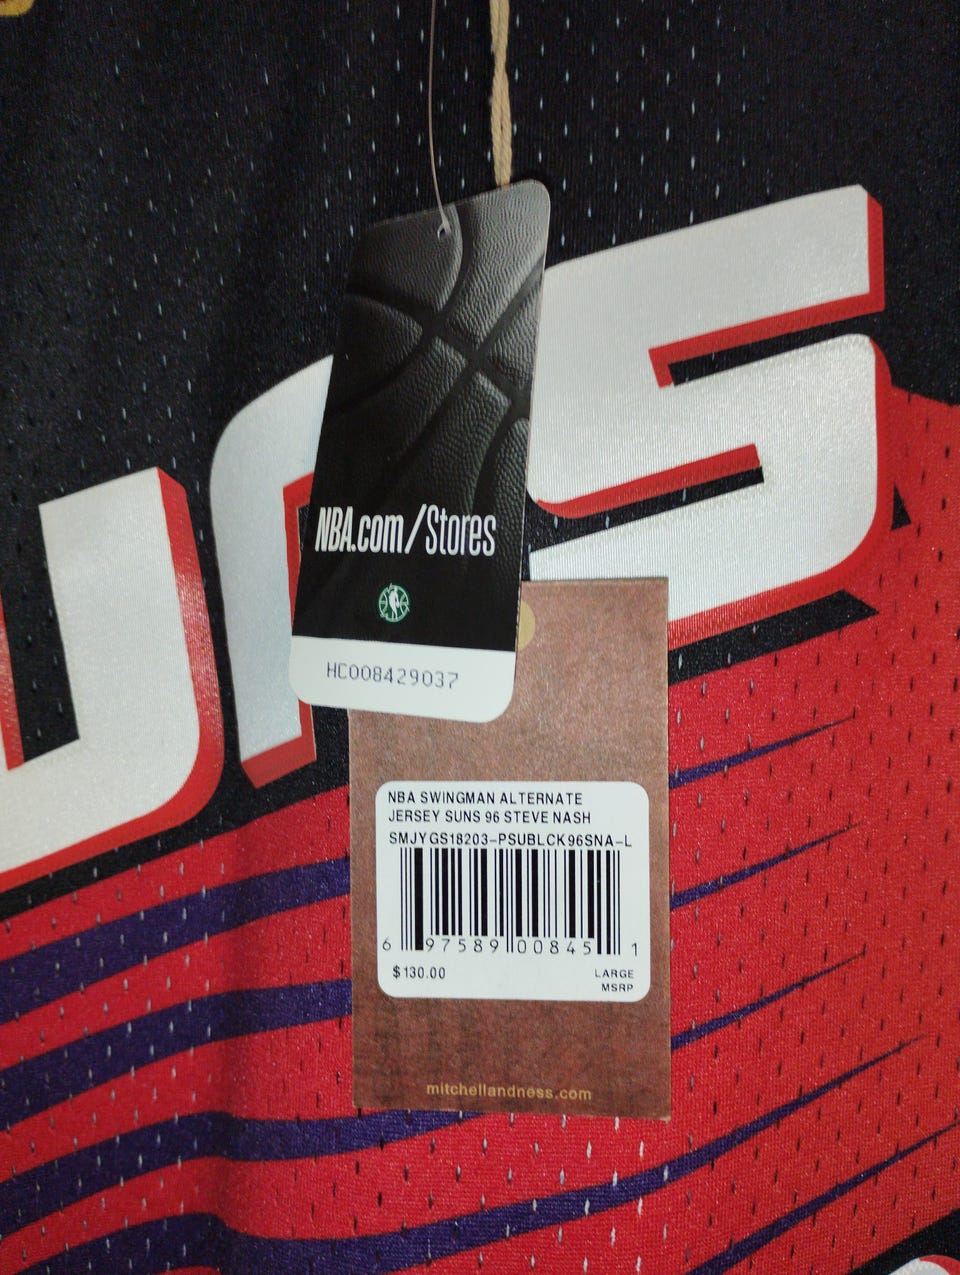 UNS
NBA.com/Stores
HC008429037
NBA SWINGMAN ALTERNATE
JERSEY SUNS 96 STEVE NASH
SMJYGS18203-PSUBLCK96SNA-L
6 97589 00845 1
$130.00
LARGE
MSRP
mitchellandness.com